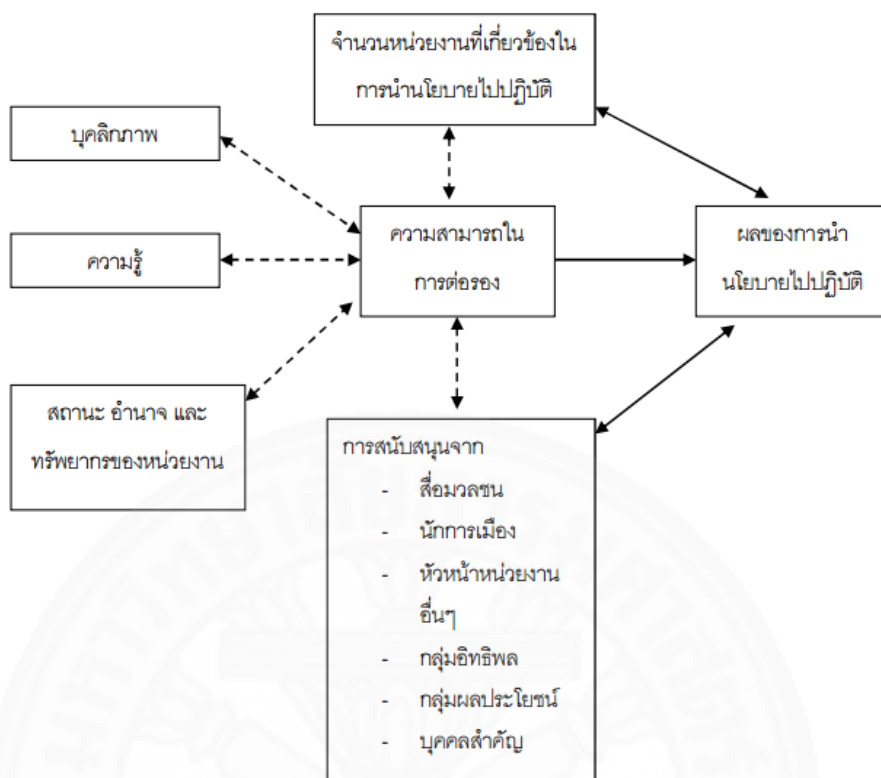 จำนวนหน่วยงานที่เกี่ยวข้องใน
การนำนโยบายไปปฏิบัติ
บุคลิกภาพ
ความรู้
ความสามารถใน
การต่อรอง
ผลของการนำ
นโยบายไปปฏิบัติ
สถานะ อำนาจ และ
ทรัพยากรของหน่วยงาน
การสนับสนุนจาก
- สื่อมวลชน
- นักการเมือง
- หัวหน้าหน่วยงาน
อื่นๆ
- กลุ่มอิทธิพล
- กลุ่มผลประโยชน์
- บุคคลสำคัญ